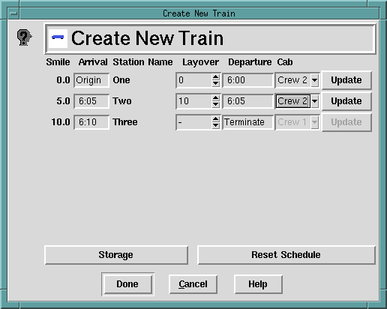 Create New Train
Create New Train
Smile Arrival Station Name Layover Departure Cab
0.0 Origin One 0 6:00 Crew 2 Update
5.0 6:05 Two 10 6:05 Crew 2 Update
10.0 6:10 Three - Terminate Crew 1 Update
Storage Reset Schedule
Done Cancel Help